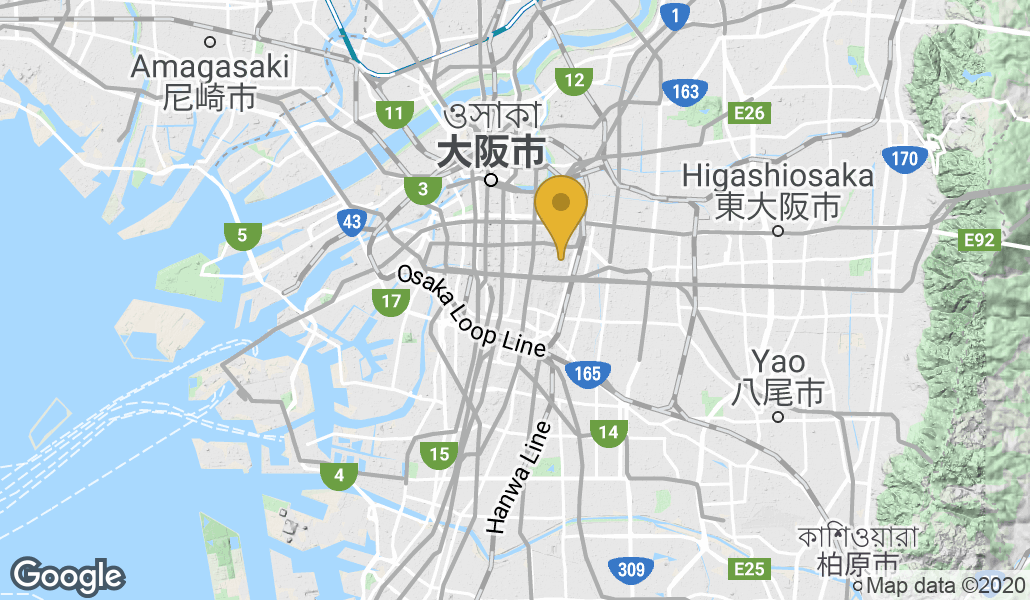 1
Amagasaki
尼崎市
12
163
11
E26
ওসাকা
大阪市
170
Higashiosaka
東大阪市
3
43
5
E92
Osaka Loop Line
17
Yao
八尾市
165
14
15
Hanwa Line
4
কাশিওয়ারা
柏原市
309
E25
Google
Map data ©2020